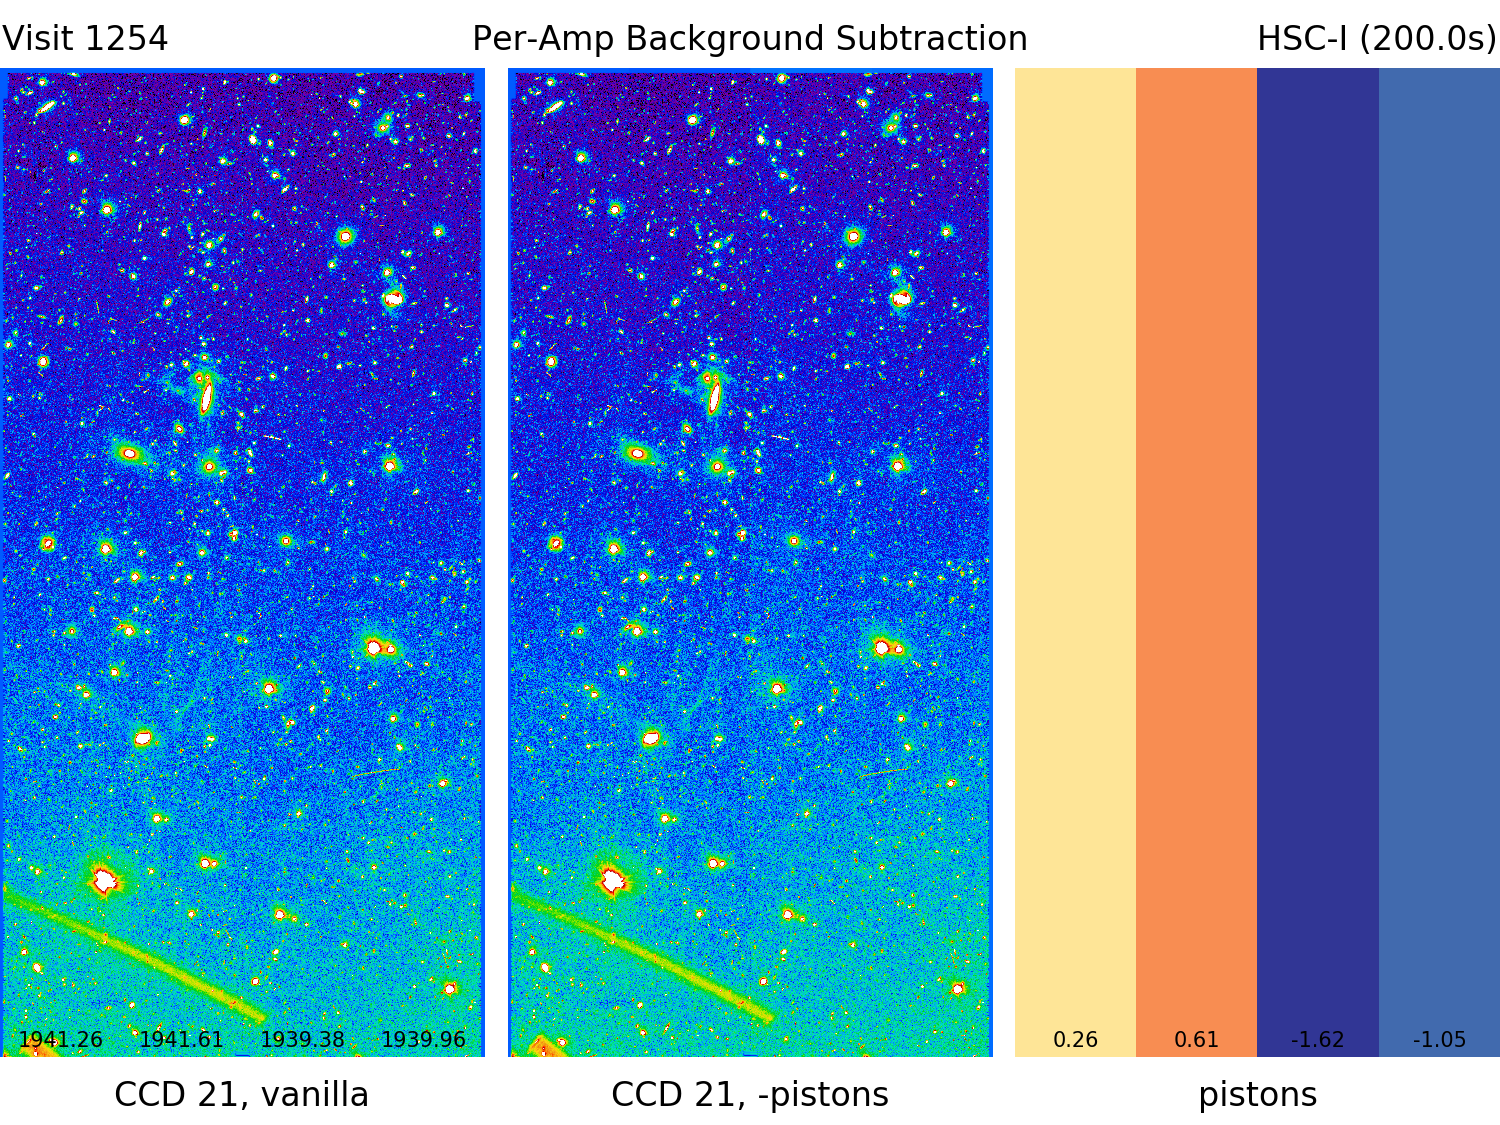 Visit 1254 Per-Amp Background Subtraction HSC-I (200.0s)
1941.26 1941.61 1939.38 1939.96 0.26 0.61 -1.62 -1.05
CCD 21, vanilla CCD 21, -pistons pistons